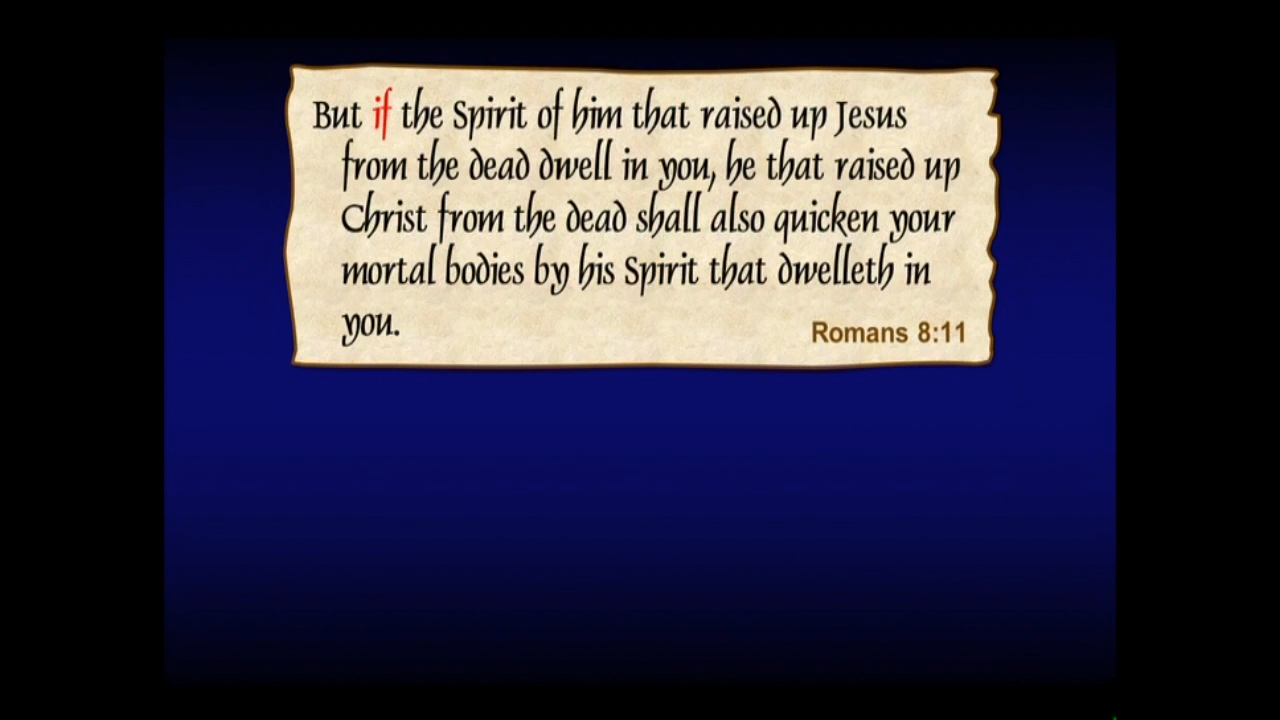 But if the Spirit of him that raised up Jesus
from the dead dwell in you, he that raised up
Christ from the dead shall also quicken your
mortal bodies by his Spirit that dwelleth in
you.
Romans 8:11